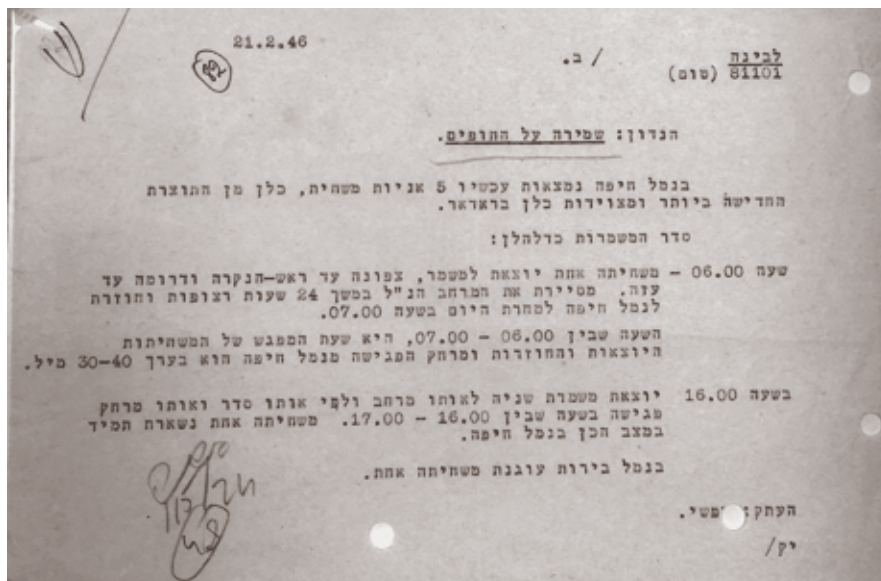 21.2.46
לבינה / ב.
81101 (טום)
82
הנדון: שמירה על החופים.
בנמל חיפה נמצאות עכשיו 5 אניות משחית, כלן מן התוצרת
החדישה ביותר ומצוידות כלן בראדאר.
סדר המשמרות כדלהלן:
שעה 06.00 - משחיתה אחת יוצאת למשמר, צפונה עד ראש-הנקרה ודרומה עד
עזה. מסיירת את המרחב הנ"ל במשך 24 שעות רצופות וחוזרת
לנמל חיפה למחרת היום בשעה 07.00.
השעה שבין 06.00 - 07.00, היא שעת המפגש של המשחיתות
היוצאות והחוזרות ומרחק הפגישה מנמל חיפה הוא בערך 30-40 מיל.
בשעה 16.00 יוצאת משמרת שניה לאותו מרחב ולפי אותו סדר ואותו מרחק
פגישה בשעה שבין 16.00 - 17.00. משחיתה אחת נשארת תמיד
במצב הכן בנמל חיפה.
בנמל בירות עוגנת משחיתה אחת.
העתק:
יק/